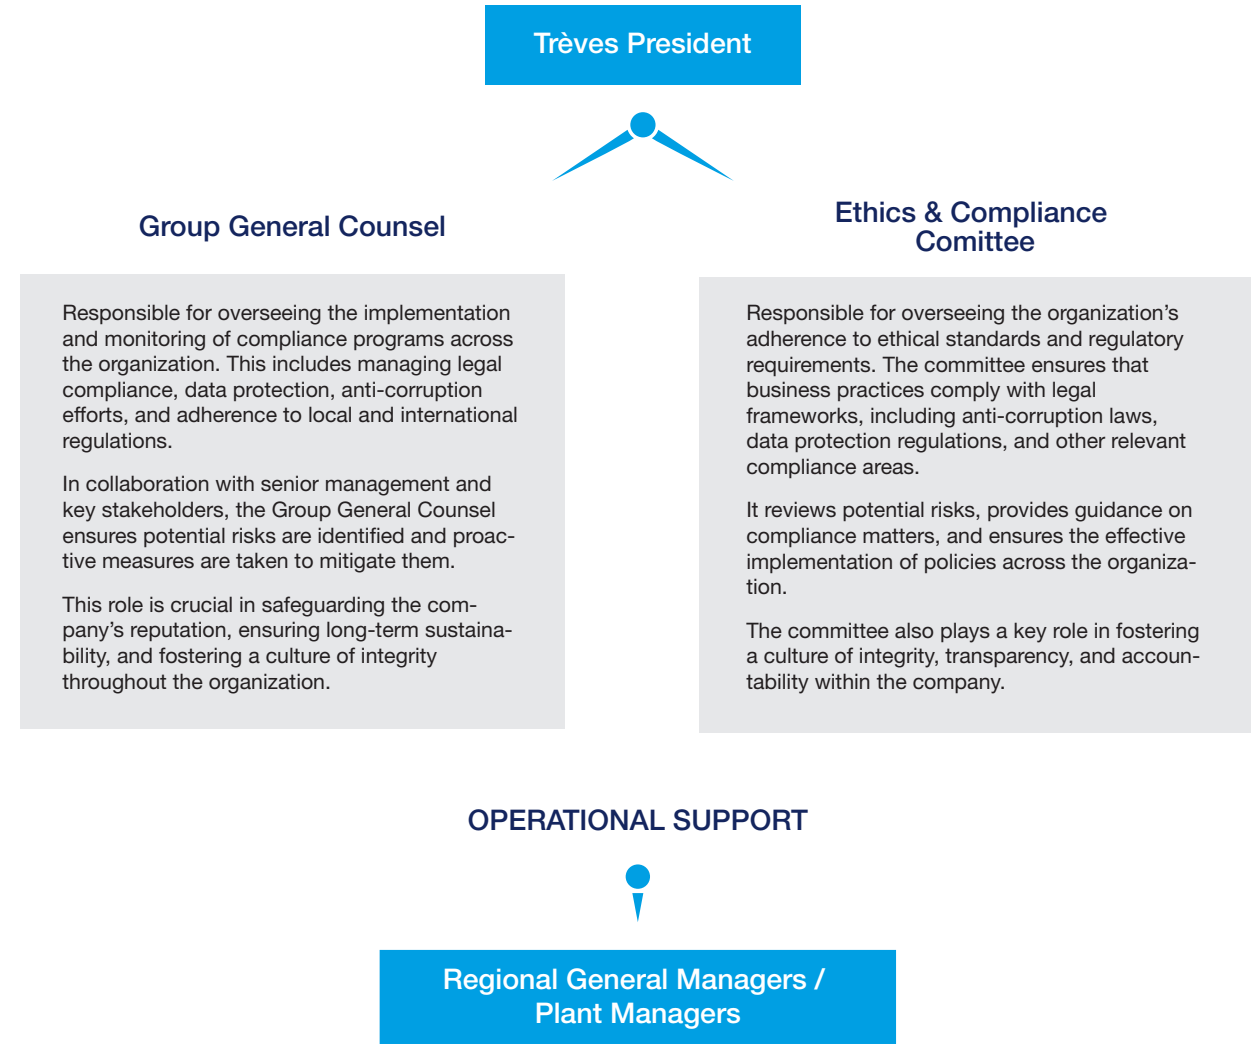 Trèves President
Group General Counsel
Responsible for overseeing the implementation
and monitoring of compliance programs across
the organization. This includes managing legal
compliance, data protection, anti-corruption
efforts, and adherence to local and international
regulations.
In collaboration with senior management and
key stakeholders, the Group General Counsel
ensures potential risks are identified and proac-
tive measures are taken to mitigate them.
This role is crucial in safeguarding the com-
pany’s reputation, ensuring long-term sustaina-
bility, and fostering a culture of integrity
throughout the organization.
Ethics & Compliance
Comittee
Responsible for overseeing the organization’s
adherence to ethical standards and regulatory
requirements. The committee ensures that
business practices comply with legal
frameworks, including anti-corruption laws,
data protection regulations, and other relevant
compliance areas.
It reviews potential risks, provides guidance on
compliance matters, and ensures the effective
implementation of policies across the organiza-
tion.
The committee also plays a key role in fostering
a culture of integrity, transparency, and accoun-
tability within the company.
OPERATIONAL SUPPORT
Regional General Managers /
Plant Managers